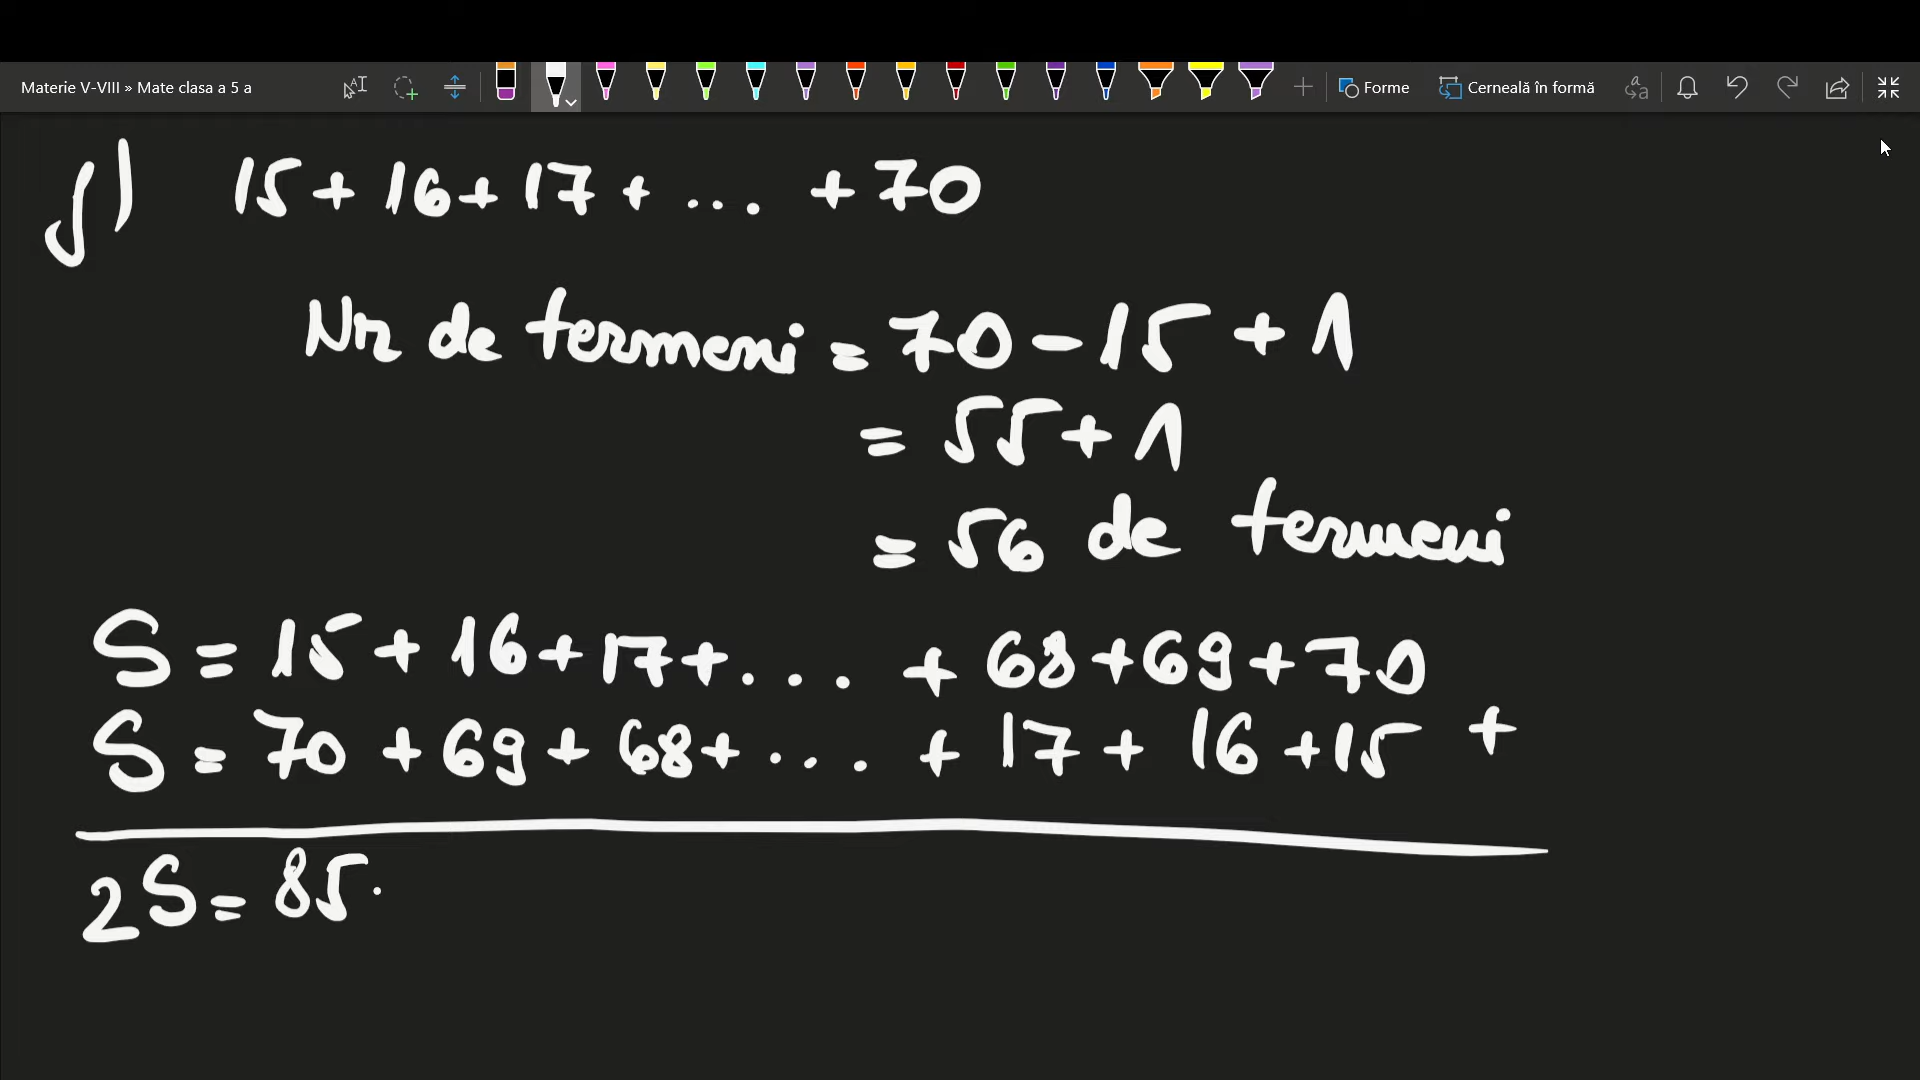 Materie V-VIII » Mate clasa a 5 a
Forme
Cerneală în formă
j) 15 + 16 + 17 + ... + 70
Nr de termeni = 70 - 15 + 1
= 55 + 1
= 56 de termeni
S = 15 + 16 + 17 + ... + 68 + 69 + 70
S = 70 + 69 + 68 + ... + 17 + 16 + 15 +
2S = 85.